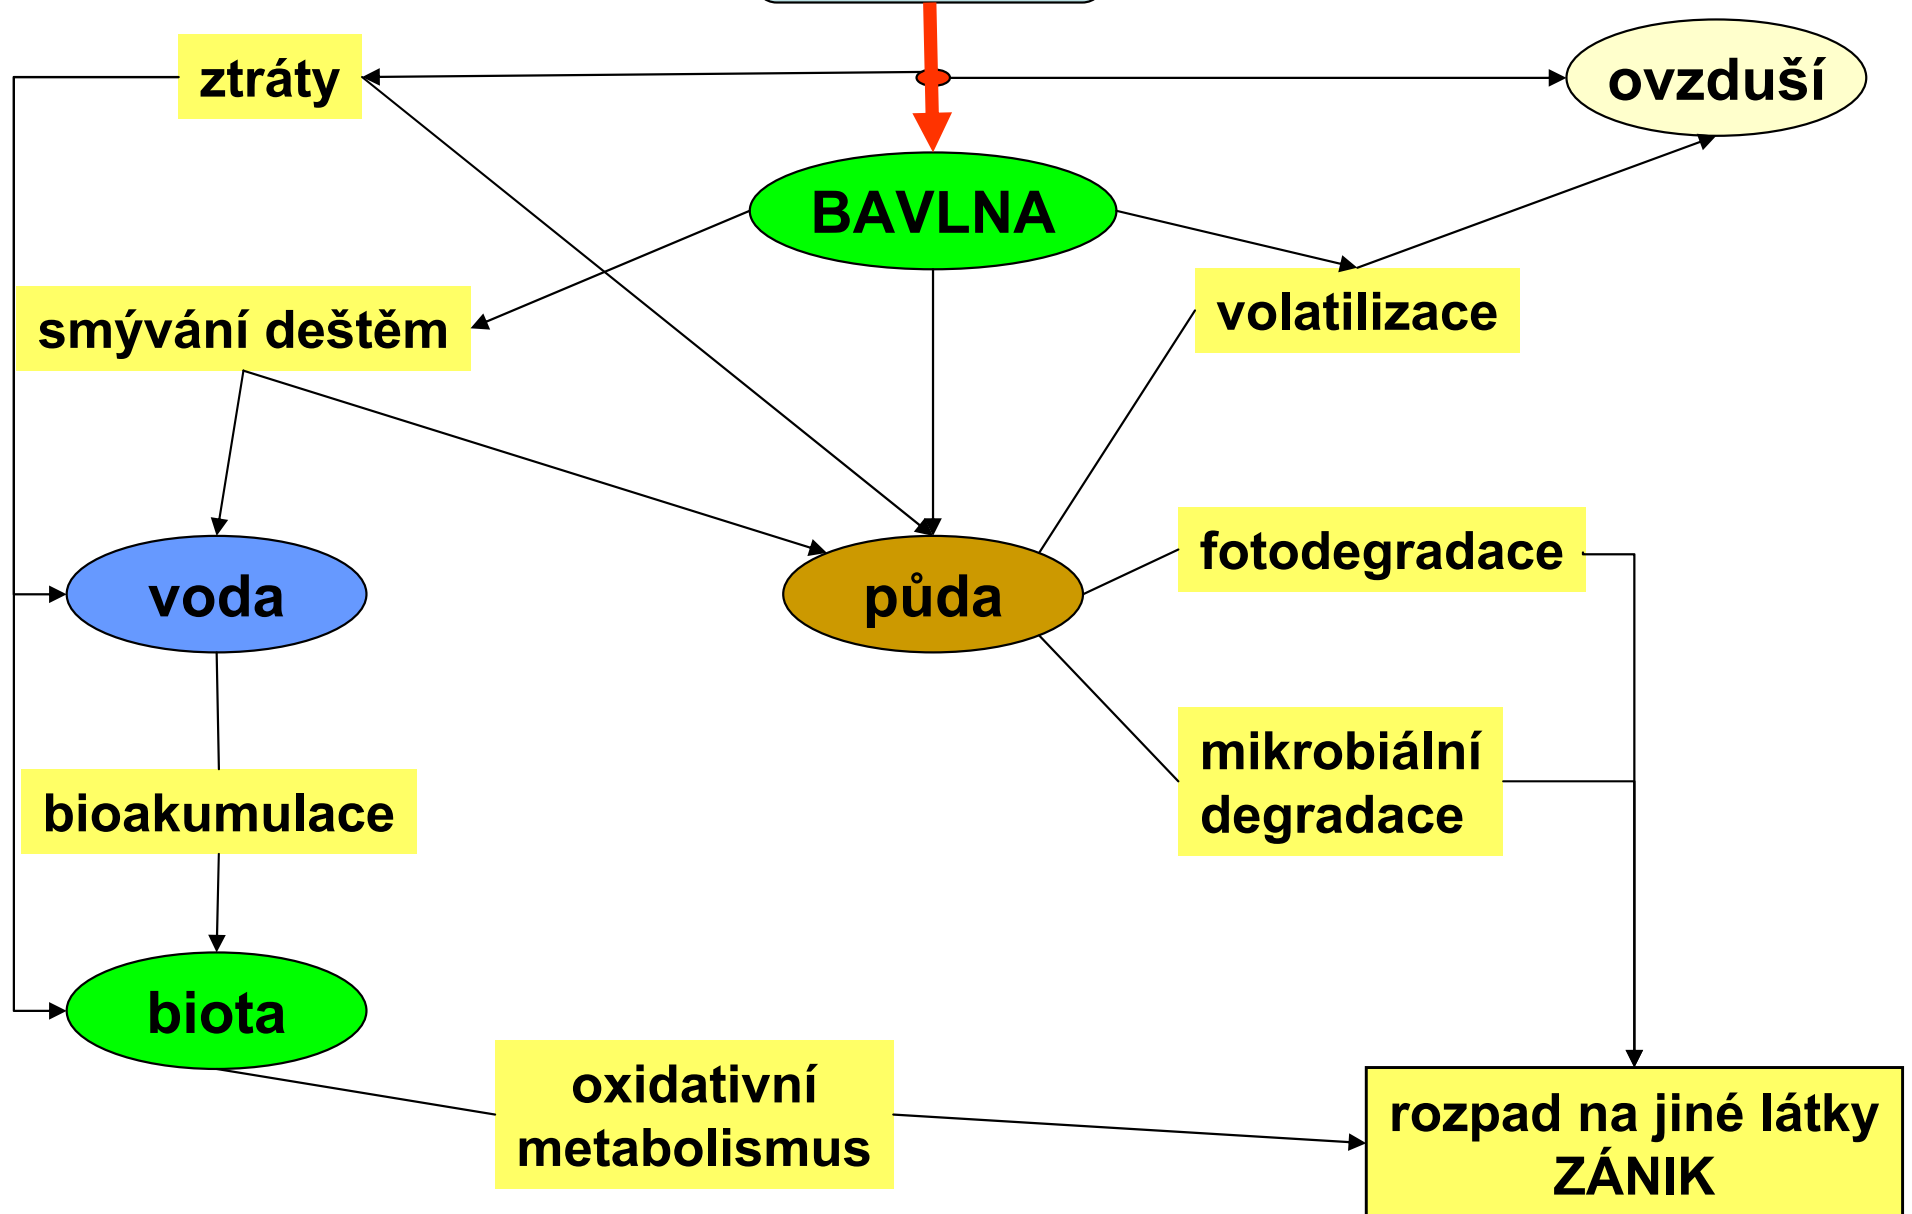 ztráty
ovzduší
BAVLNA
smývání deštěm
volatilizace
fotodegradace
voda
půda
mikrobiální
degradace
bioakumulace
biota
oxidativní
metabolismus
rozpad na jiné látky
ZÁNIK